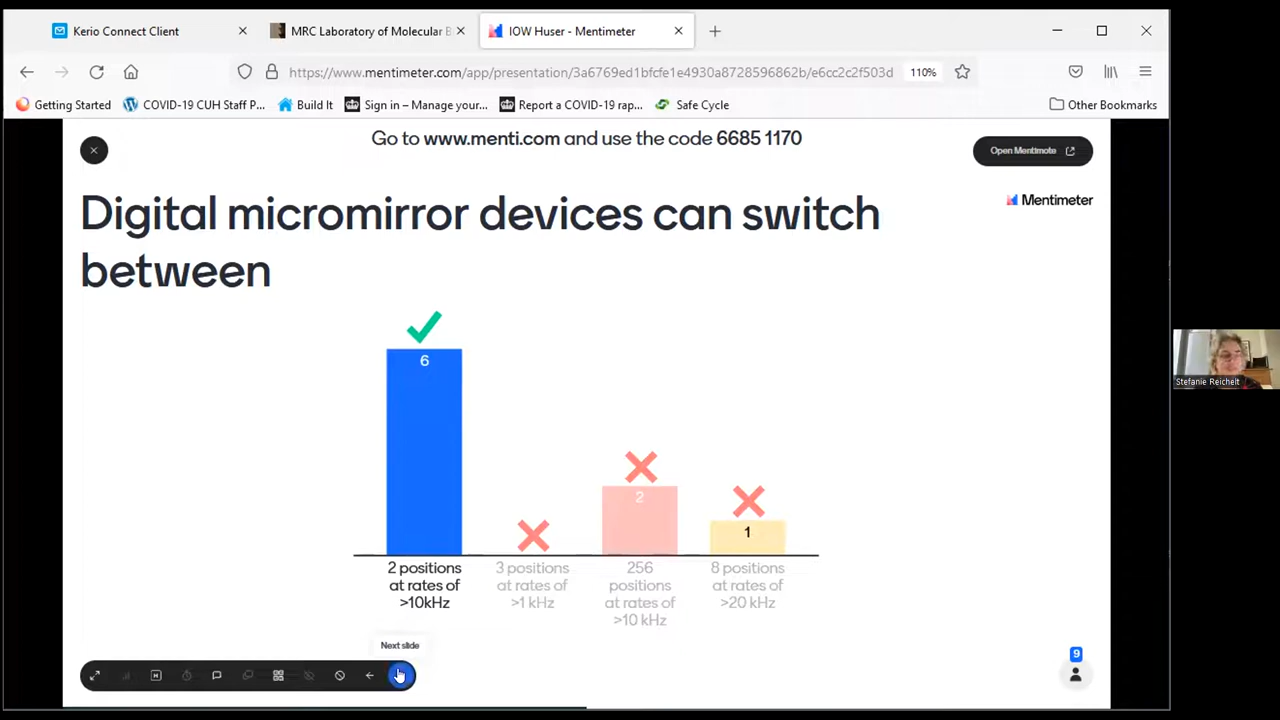 Kerio Connect Client
MRC Laboratory of Molecular B
IOW Huser - Mentimeter
https://www.mentimeter.com/app/presentation/3a6769ed1bfcfe1e4930a8728596862b/e6cc2c2f503d
110%
Getting Started
COVID-19 CUH Staff P...
Build It
Sign in – Manage your...
Report a COVID-19 rap...
Safe Cycle
Other Bookmarks
Go to www.menti.com and use the code 6685 1170
Open Mentimote
Mentimeter
Digital micromirror devices can switch
between
6
2
1
2 positions
at rates of
>10kHz
3 positions
at rates of
>1 kHz
256
positions
at rates of
>10 kHz
8 positions
at rates of
>20 kHz
Next slide
H
9
Stefanie Reichelt